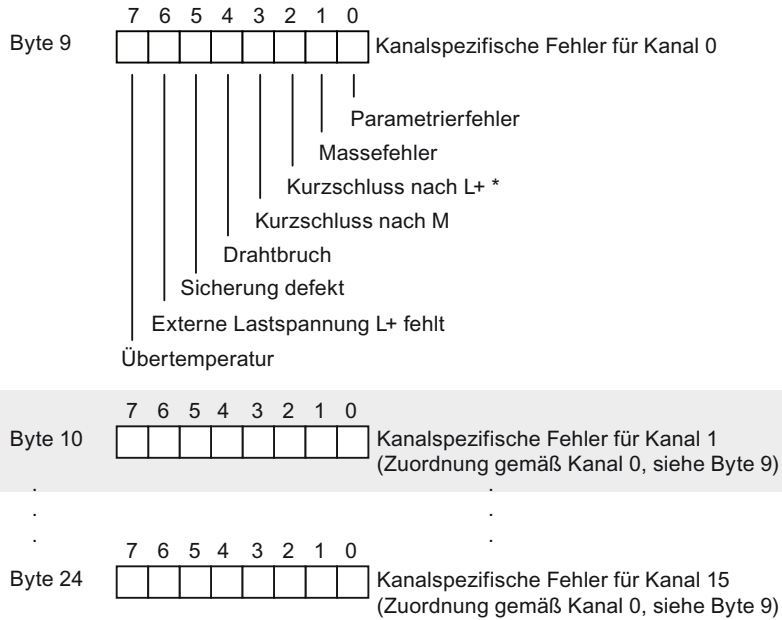 7 6 5 4 3 2 1 0
Byte 9 Kanalspezifische Fehler für Kanal 0
Parametrierfehler
Massefehler
Kurzschluss nach L+ *
Kurzschluss nach M
Drahtbruch
Sicherung defekt
Externe Lastspannung L+ fehlt
Übertemperatur
7 6 5 4 3 2 1 0
Byte 10 Kanalspezifische Fehler für Kanal 1
(Zuordnung gemäß Kanal 0, siehe Byte 9)
. .
. .
. .
7 6 5 4 3 2 1 0
Byte 24 Kanalspezifische Fehler für Kanal 15
(Zuordnung gemäß Kanal 0, siehe Byte 9)